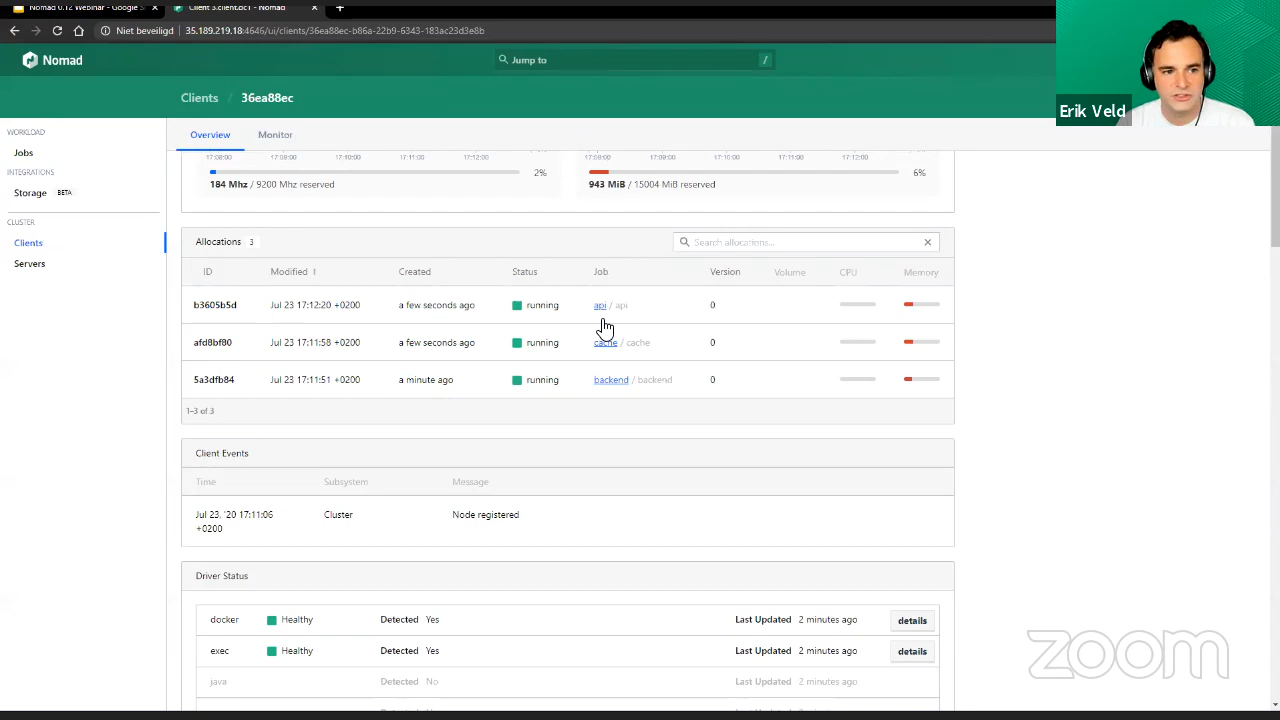 Nomad 0.12 Webinar - Google S
Client 3.client.dc1 - Nomad
Niet beveiligd
35.189.219.18:4646/ui/clients/36ea88ec-b86a-22b9-6343-183ac23d3e8b
Nomad
Jump to
/
Erik Veld
Clients / 36ea88ec
WORKLOAD
Jobs
INTEGRATIONS
Storage BETA
CLUSTER
Clients
Servers
Overview
Monitor
17:08:00 17:09:00 17:10:00 17:11:00 17:12:00
17:08:00 17:09:00 17:10:00 17:11:00 17:12:00
2%
184 Mhz / 9200 Mhz reserved
6%
943 MiB / 15004 MiB reserved
Allocations 3
Search allocations...
ID Modified Created Status Job Version Volume CPU Memory
b3605b5d Jul 23 17:12:20 +0200 a few seconds ago running api / api 0
afd8bf80 Jul 23 17:11:58 +0200 a few seconds ago running cache / cache 0
5a3dfb84 Jul 23 17:11:51 +0200 a minute ago running backend / backend 0
1–3 of 3
Client Events
Time Subsystem Message
Jul 23, '20 17:11:06 Cluster Node registered
+0200
Driver Status
docker Healthy Detected Yes Last Updated 2 minutes ago details
exec Healthy Detected Yes Last Updated 2 minutes ago details
java Detected No Last Updated 2 minutes ago
zoom